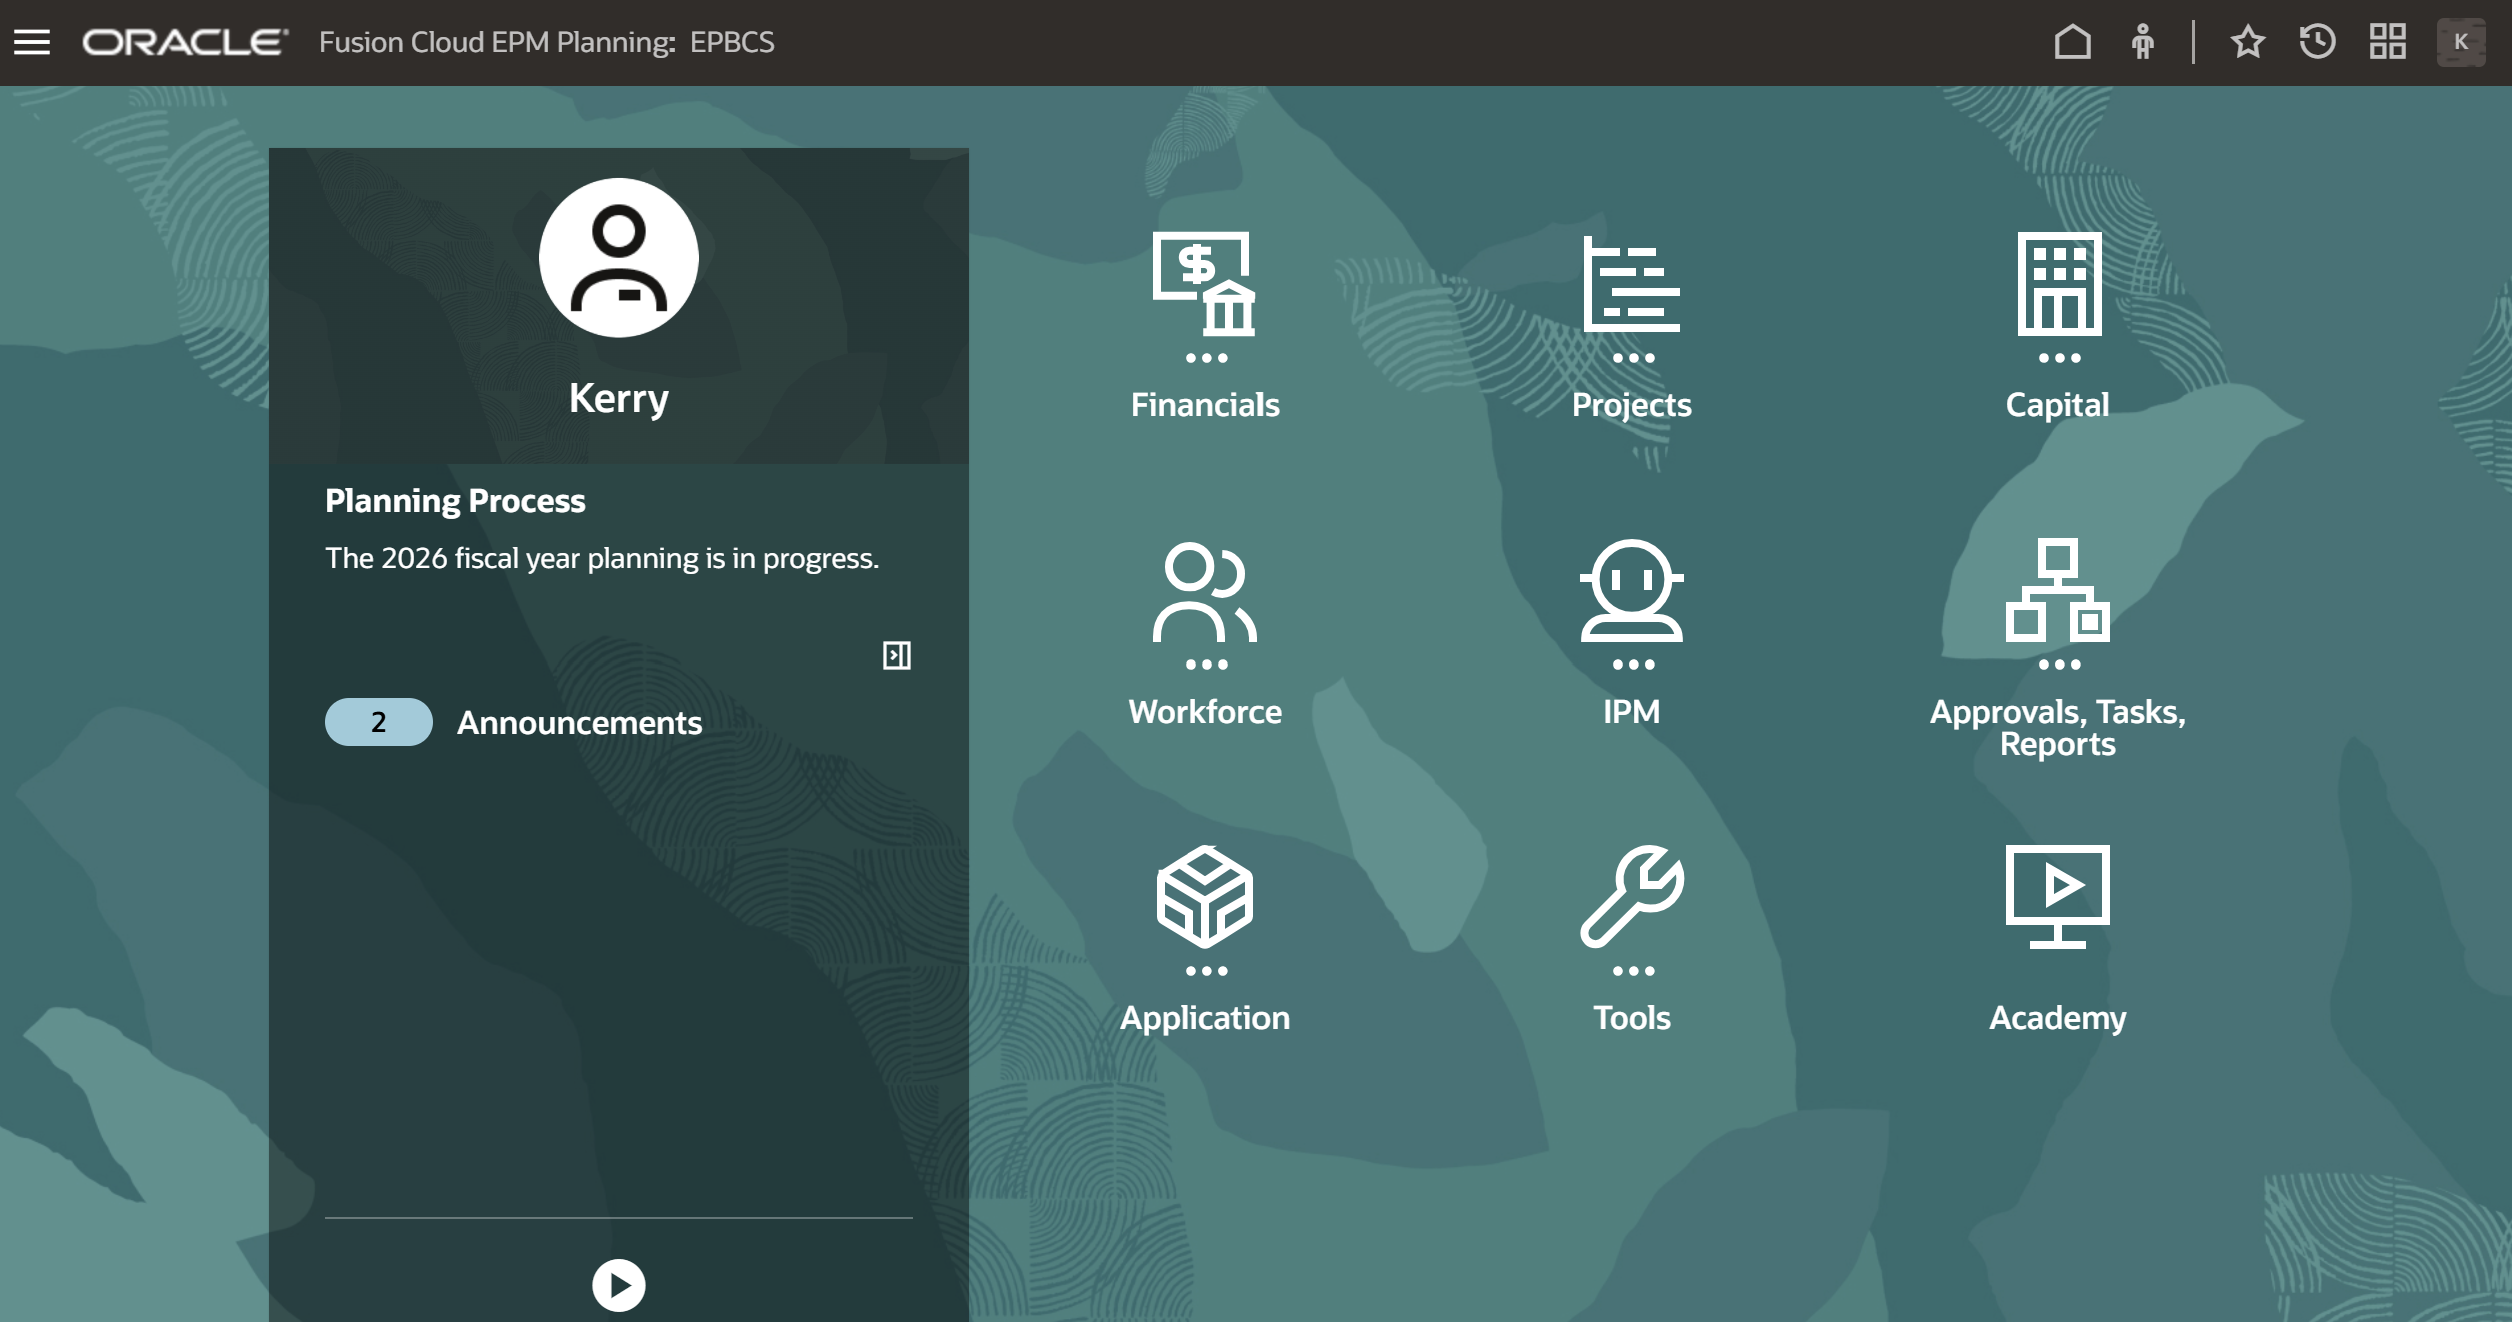 ORACLE Fusion Cloud EPM Planning: EPBCS
K
Kerry
Planning Process
The 2026 fiscal year planning is in progress.
2 Announcements
Financials
Projects
Capital
Workforce
IPM
Approvals, Tasks,
Reports
Application
Tools
Academy